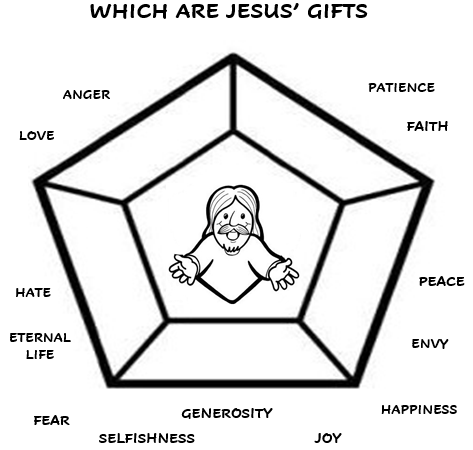 WHICH ARE JESUS' GIFTS
ANGER
PATIENCE
LOVE
FAITH
HATE
PEACE
ETERNAL
LIFE
ENVY
FEAR
GENEROSITY
HAPPINESS
SELFISHNESS
JOY